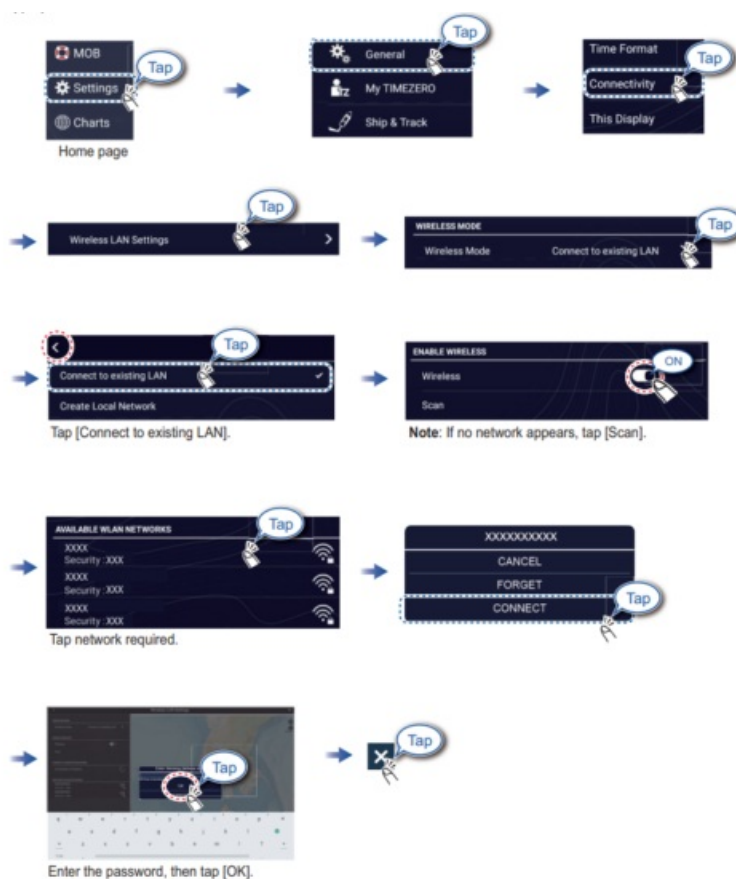 MOB
Settings
Charts
Tap
Home page
General
My TIMEZERO
Ship & Track
Tap
Time Format
Connectivity
This Display
Tap
Wireless LAN Settings
Tap
WIRELESS MODE
Wireless Mode Connect to existing LAN
Tap
Connect to existing LAN
Create Local Network
Tap
Tap [Connect to existing LAN].
ENABLE WIRELESS
Wireless
Scan
ON
Note: If no network appears, tap [Scan].
AVAILABLE WLAN NETWORKS
XXXX
Security : XXX
XXXX
Security : XXX
XXXX
Security : XXX
Tap
Tap network required.
XXXXXXXXXX
CANCEL
FORGET
CONNECT
Tap
Tap
Enter the password, then tap [OK].
Tap